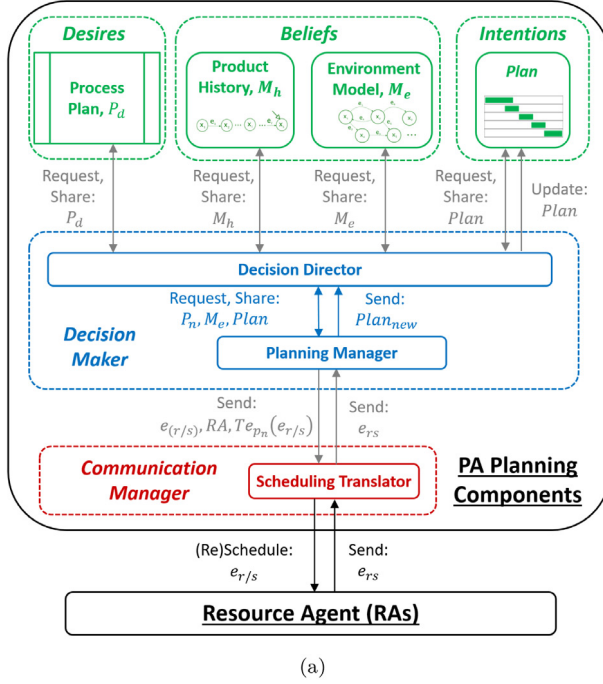 Desires
Beliefs
Intentions
Process
Plan, P_d
Product
History, M_h
Environment
Model, M_e
Plan
Request,
Share:
P_d
Request,
Share:
M_h
Request,
Share:
M_e
Request,
Share:
Plan
Update:
Plan
Decision Director
Request, Share:
P_n, M_e, Plan
Send:
Plan_new
Decision
Maker
Planning Manager
Send:
e_(r/s), RA, Te_{p_n}(e_{r/s})
Send:
e_rs
Communication
Manager
Scheduling Translator
PA Planning
Components
(Re)Schedule:
e_r/s
Send:
e_rs
Resource Agent (RAs)
(a)